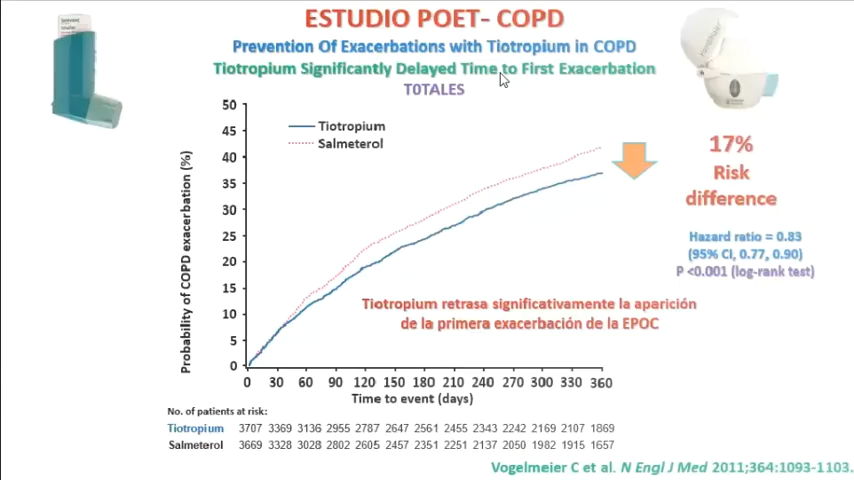 ESTUDIO POET- COPD
Prevention Of Exacerbations with Tiotropium in COPD
Tiotropium Significantly Delayed Time to First Exacerbation
T0TALES
50
45
40
35
30
25
20
15
10
5
0
Probability of COPD exacerbation (%)
Tiotropium
Salmeterol
17%
Risk
difference
Hazard ratio = 0.83
(95% CI, 0.77, 0.90)
P <0.001 (log-rank test)
Tiotropium retrasa significativamente la aparición
de la primera exacerbación de la EPOC
0 30 60 90 120 150 180 210 240 270 300 330 360
Time to event (days)
No. of patients at risk:
Tiotropium 3707 3369 3136 2955 2787 2647 2561 2455 2343 2242 2169 2107 1869
Salmeterol 3669 3328 3028 2802 2605 2457 2351 2251 2137 2050 1982 1915 1657
Vogelmeier C et al. N Engl J Med 2011;364:1093-1103.